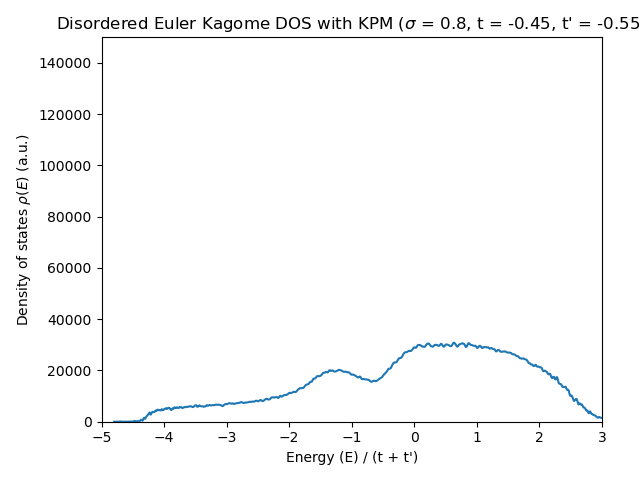 Disordered Euler Kagome DOS with KPM (σ = 0.8, t = -0.45, t' = -0.55
140000
120000
100000
80000
60000
40000
20000
0
Density of states ρ(E) (a.u.)
−5 −4 −3 −2 −1 0 1 2 3
Energy (E) / (t + t')